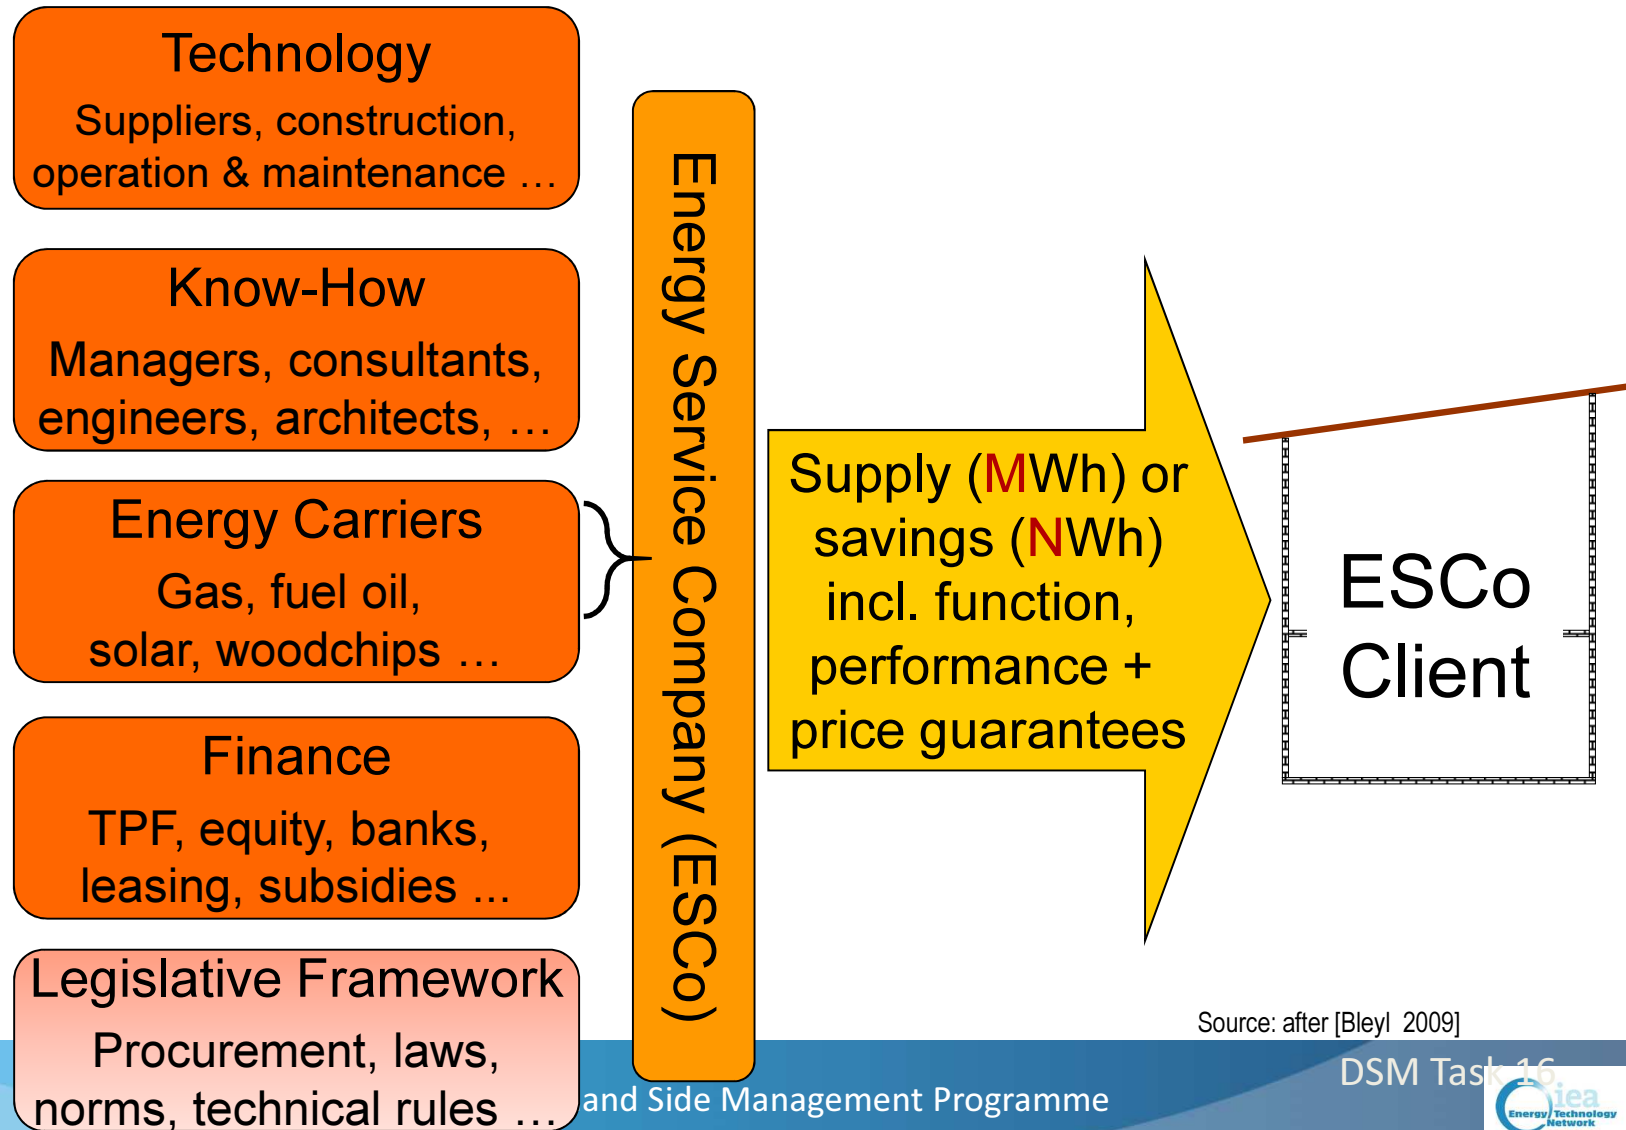 Technology
Suppliers, construction,
operation & maintenance …
Know-How
Managers, consultants,
engineers, architects, …
Energy Carriers
Gas, fuel oil,
solar, woodchips …
Finance
TPF, equity, banks,
leasing, subsidies ...
Legislative Framework
Procurement, laws,
norms, technical rules …
Energy Service Company (ESCo)
Supply (MWh) or
savings (NWh)
incl. function,
performance +
price guarantees
ESCo
Client
Source: after [Bleyl 2009]
DSM Task 16
and Side Management Programme
iea
Energy Technology
Network